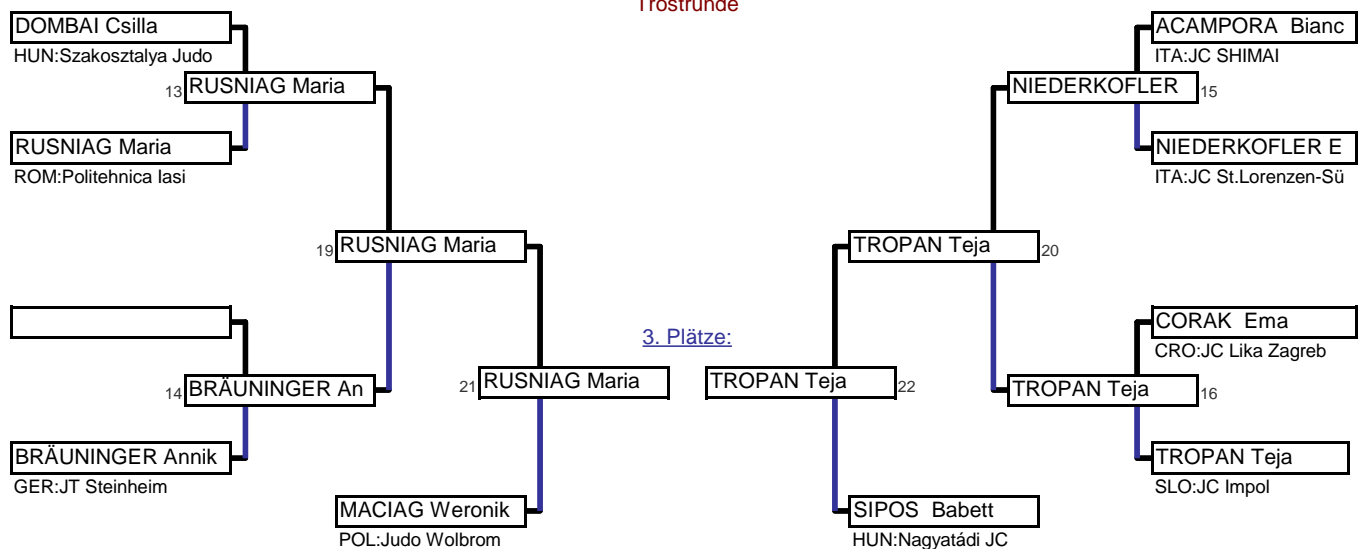 Trostrunde
DOMBAI Csilla
HUN:Szakosztalya Judo
13 RUSNIAG Maria
RUSNIAG Maria
ROM:Politehnica Iasi
19 RUSNIAG Maria
14 BRÄUNINGER An
BRÄUNINGER Annik
GER:JT Steinheim
21 RUSNIAG Maria
MACIAG Weronik
POL:Judo Wolbrom
3. Plätze:
ACAMPORA Bianc
ITA:JC SHIMAI
NIEDERKOFLER 15
NIEDERKOFLER E
ITA:JC St.Lorenzen-Sü
TROPAN Teja 20
CORAK Ema
CRO:JC Lika Zagreb
TROPAN Teja 16
TROPAN Teja
SLO:JC Impol
TROPAN Teja 22
SIPOS Babett
HUN:Nagyatádi JC